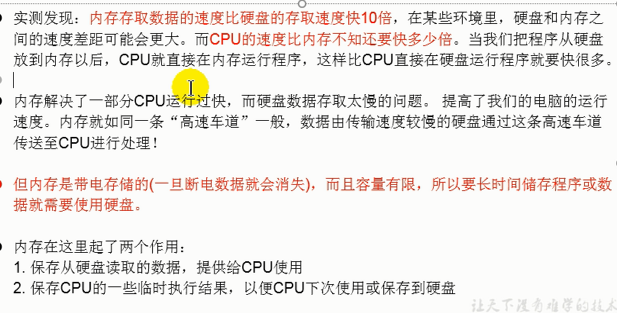 实测发现：内存存取数据的速度比硬盘的存取速度快10倍，在某些环境里，硬盘和内存之
间的速度差距可能会更大。而CPU的速度比内存不知还要快多少倍。当我们把程序从硬盘
放到内存以后，CPU就直接在内存运行程序，这样比CPU直接在硬盘运行程序就要快很多。
内存解决了一部分CPU运行过快，而硬盘数据存取太慢的问题。 提高了我们的电脑的运行
速度。内存就如同一条“高速车道”一般，数据由传输速度较慢的硬盘通过这条高速车道
传送至CPU进行处理！
但内存是带电存储的(一旦断电数据就会消失)，而且容量有限，所以要长时间储存程序或数
据就需要使用硬盘。
内存在这里起了两个作用：
1. 保存从硬盘读取的数据，提供给CPU使用
2. 保存CPU的一些临时执行结果，以便CPU下次使用或保存到硬盘
让天下没有难学的技术